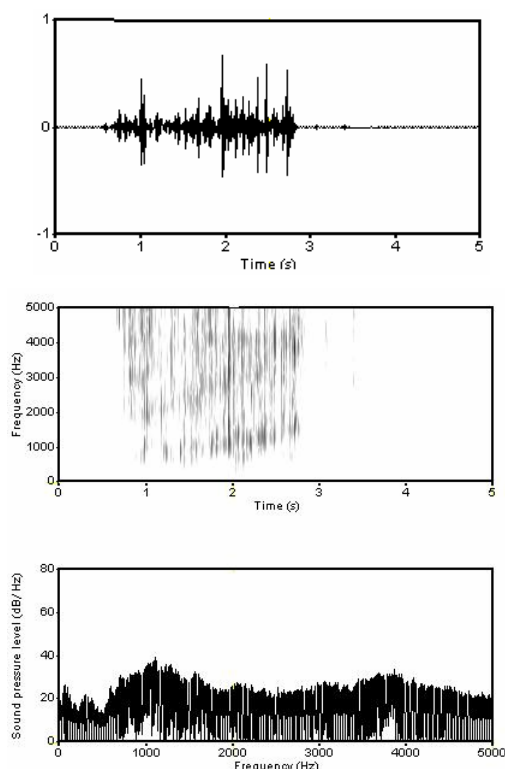 1
0
-1
0 1 2 3 4 5
Time (s)
5000
4000
3000
2000
1000
0
Frequency (Hz)
0 1 2 3 4 5
Time (s)
80
60
40
20
0
Sound pressure level (dB/Hz)
0 1000 2000 3000 4000 5000
Frequency (Hz)